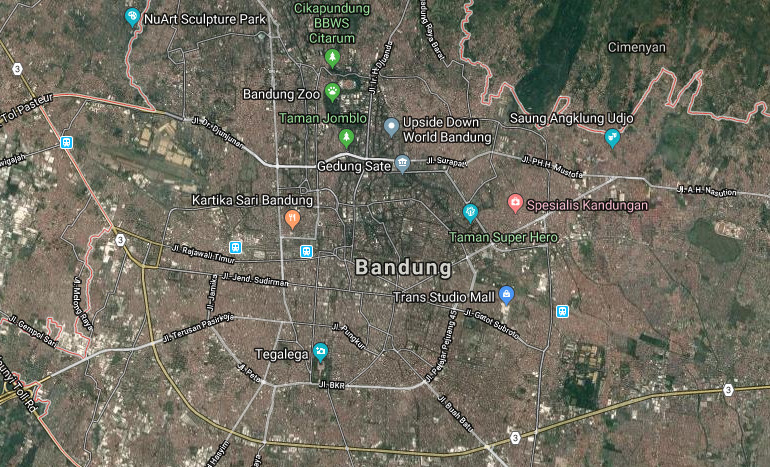 NuArt Sculpture Park
Cikapundung
BBWS
Citarum
Jl. Ir. H. Djuanda
Cimenyan
3
Tol Pasteur
Bandung Zoo
Taman Jomblo
Jl. Dr. Djunjunan
Upside Down
World Bandung
Saung Angklung Udjo
Gedung Sate
Jl. Surapati
Jl. PH.H. Mustofa
Jl. A.H. Nasution
Kartika Sari Bandung
Spesialis Kandungan
Taman Super Hero
3
Jl. Rajawali Timur
Bandung
Jl. Jend. Sudirman
Jl. Jamika
Trans Studio Mall
Jl. Gatot Subroto
Jl. Terusan Pasirkoja
Jl. Pungkur
Jl. Pelajar Pejuang 45
Tegalega
Jl. Peta
Jl. BKR
Jl. Buah Batu
3
3
Toll Rd